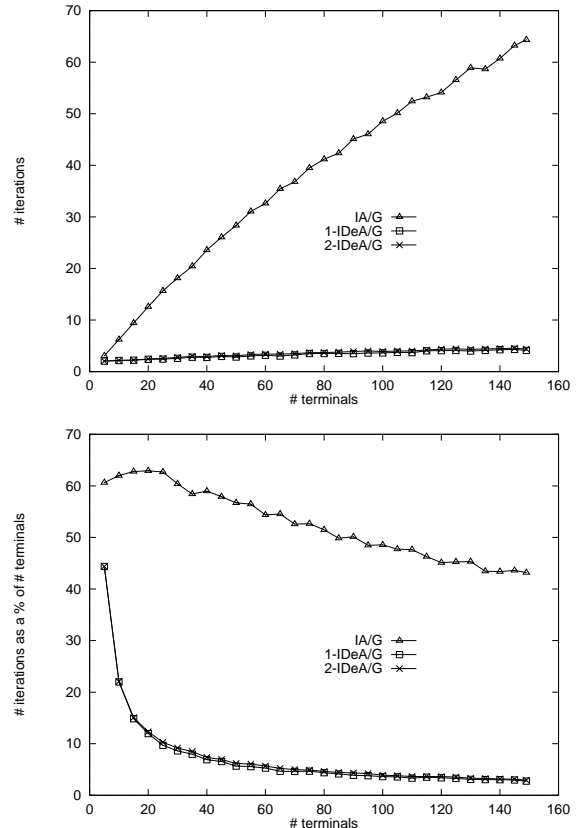 70
60
50
40
30
20
10
0
# iterations
IA/G
1-IDeA/G
2-IDeA/G
0 20 40 60 80 100 120 140 160
# terminals
70
60
50
40
30
20
10
0
# iterations as a % of # terminals
IA/G
1-IDeA/G
2-IDeA/G
0 20 40 60 80 100 120 140 160
# terminals